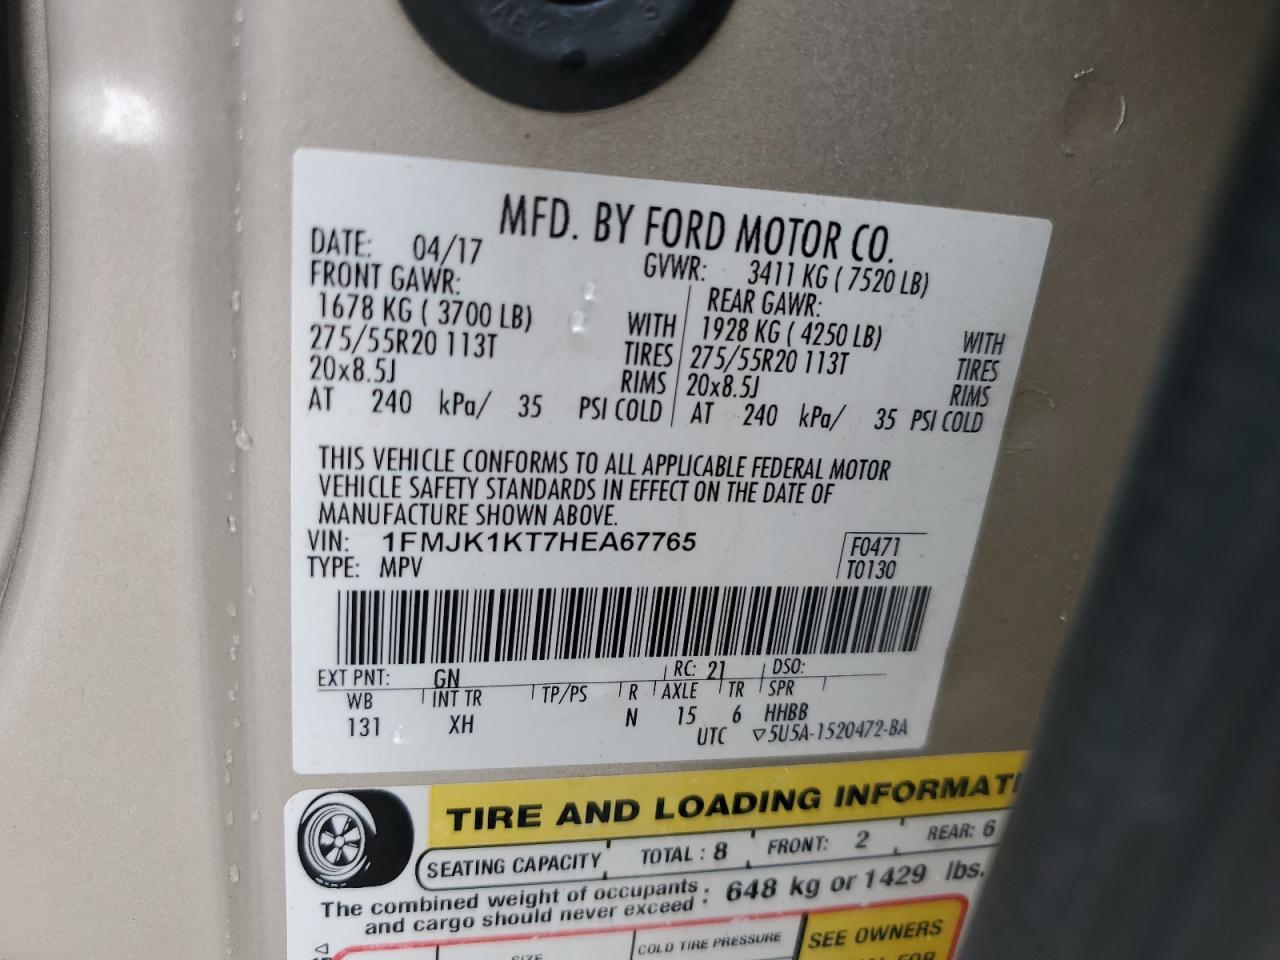 KEY S
MFD. BY FORD MOTOR CO.
DATE: 04/17 GVWR: 3411 KG ( 7520 LB)
FRONT GAWR: REAR GAWR:
1678 KG ( 3700 LB) WITH 1928 KG ( 4250 LB) WITH
275/55R20 113T TIRES 275/55R20 113T TIRES
20x8.5J RIMS 20x8.5J RIMS
AT 240 kPa/ 35 PSI COLD AT 240 kPa/ 35 PSI COLD
THIS VEHICLE CONFORMS TO ALL APPLICABLE FEDERAL MOTOR
VEHICLE SAFETY STANDARDS IN EFFECT ON THE DATE OF
MANUFACTURE SHOWN ABOVE.
VIN: 1FMJK1KT7HEA67765 F0471
TYPE: MPV T0130
EXT PNT: GN RC: 21 DSO:
WB INT TR TP/PS R AXLE TR SPR
131 XH N 15 6 HHBB
UTC ▽5U5A-1520472-BA
TIRE AND LOADING INFORMATI
SEATING CAPACITY TOTAL : 8 FRONT: 2 REAR: 6
The combined weight of occupants
and cargo should never exceed : 648 kg or 1429 lbs.
SIZE COLD TIRE PRESSURE SEE OWNERS
FOR